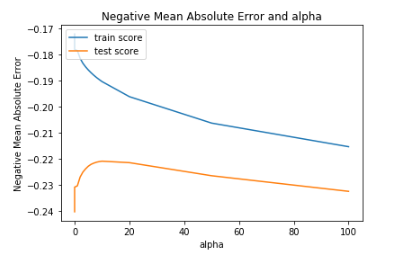 Negative Mean Absolute Error and alpha
train score
test score
Negative Mean Absolute Error
−0.17
−0.18
−0.19
−0.20
−0.21
−0.22
−0.23
−0.24
0 20 40 60 80 100
alpha